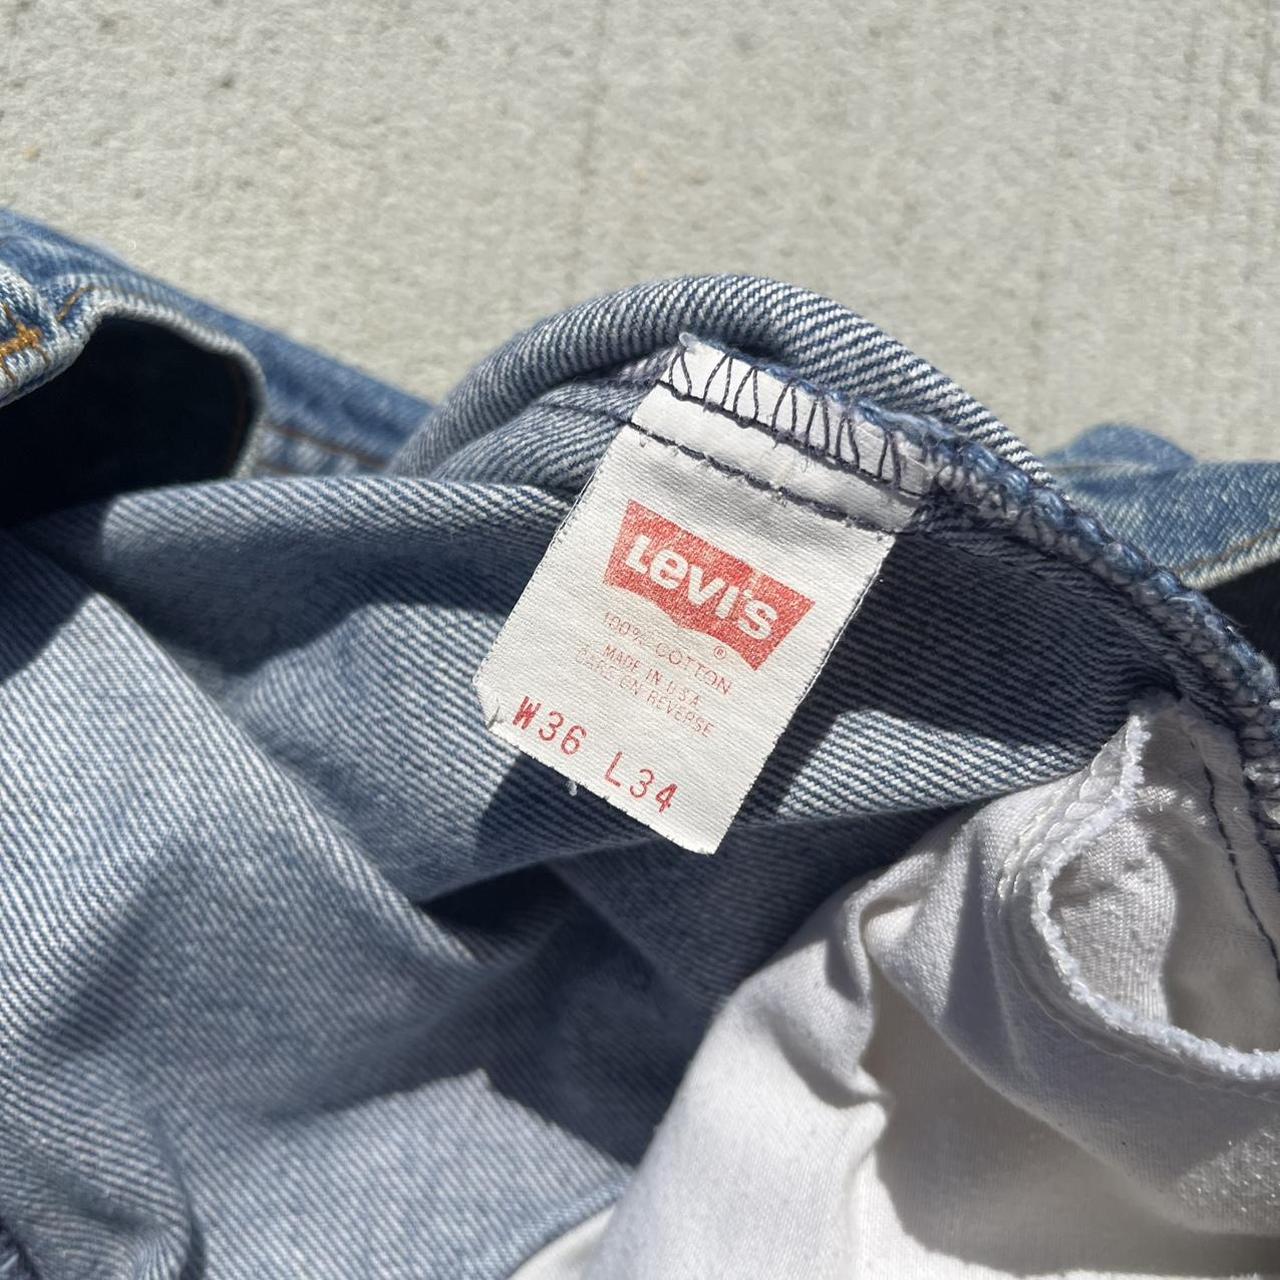 Levi's
®
100% COTTON
MADE IN U.S.A.
CARE ON REVERSE
W36 L34